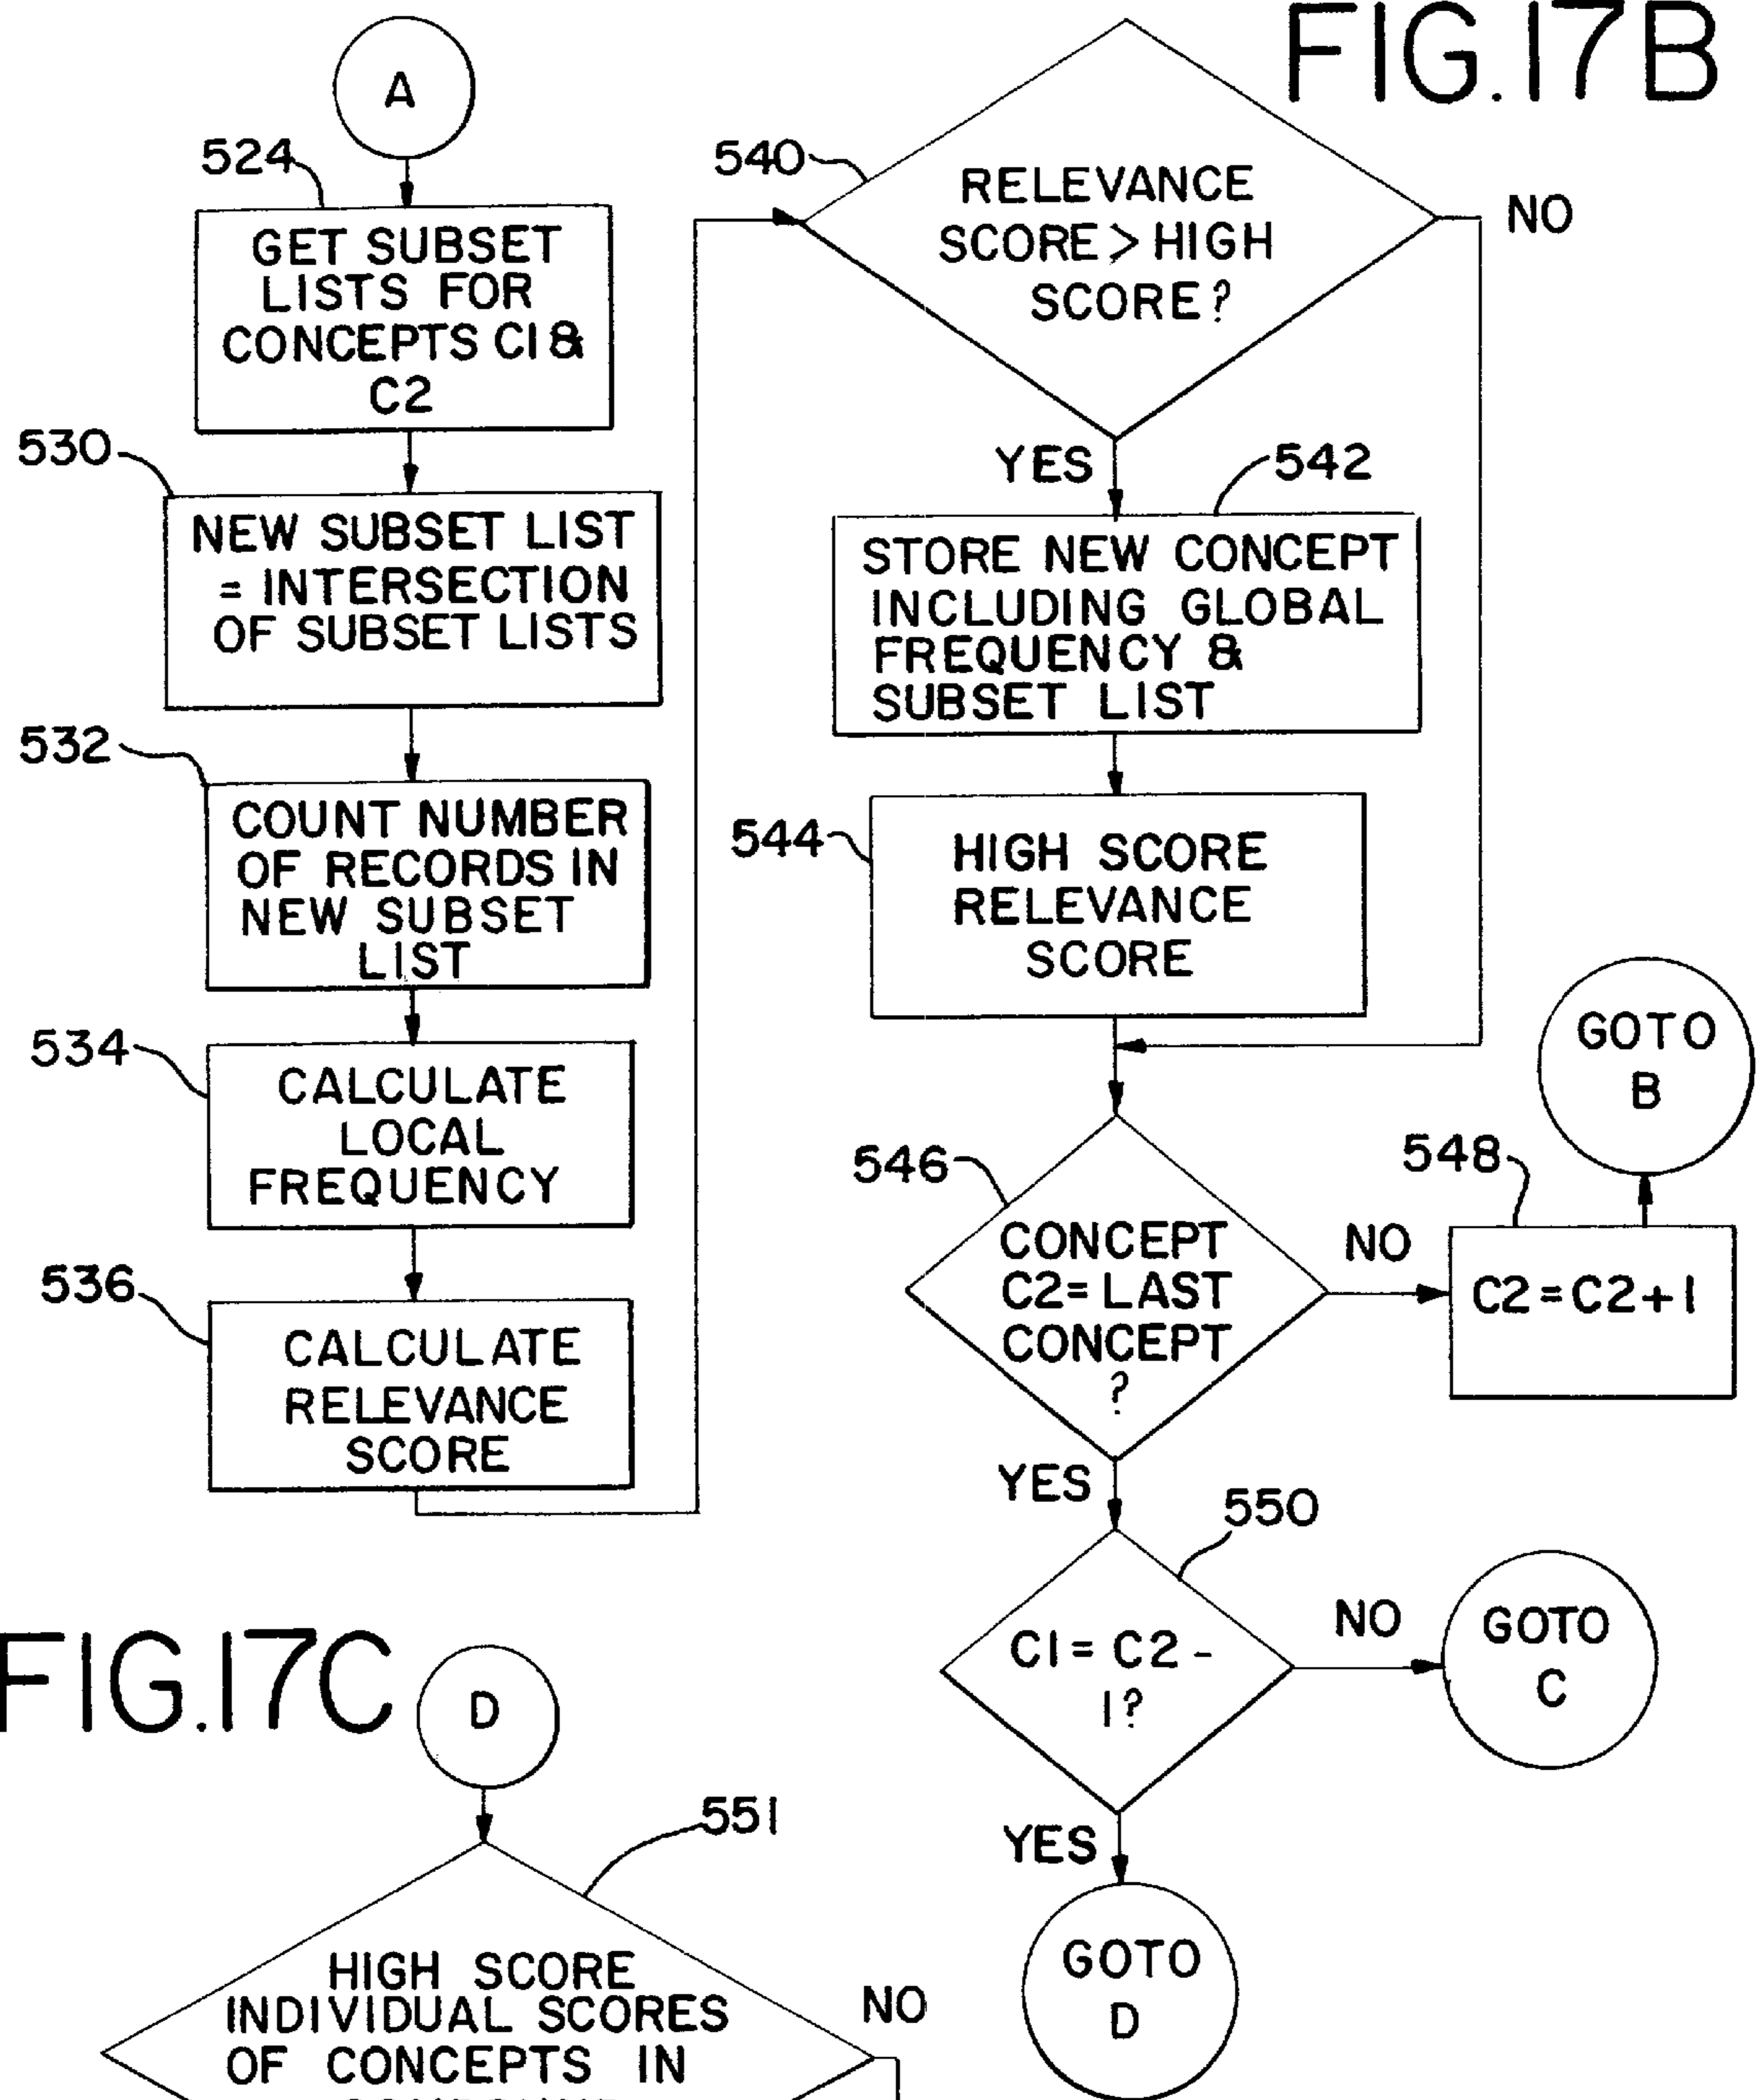 FIG.17B
A
524
GET SUBSET
LISTS FOR
CONCEPTS C1 &
C2
530
NEW SUBSET LIST
= INTERSECTION
OF SUBSET LISTS
532
COUNT NUMBER
OF RECORDS IN
NEW SUBSET
LIST
534
CALCULATE
LOCAL
FREQUENCY
536
CALCULATE
RELEVANCE
SCORE
540
RELEVANCE
SCORE > HIGH
SCORE?
NO
YES
542
STORE NEW CONCEPT
INCLUDING GLOBAL
FREQUENCY &
SUBSET LIST
544
HIGH SCORE
RELEVANCE
SCORE
546
CONCEPT
C2= LAST
CONCEPT
?
NO
548
C2=C2+1
GOTO
B
YES
550
C1 = C2 -
1?
NO
GOTO
C
YES
GOTO
D
FIG.17C
D
551
HIGH SCORE
INDIVIDUAL SCORES
OF CONCEPTS IN
NO